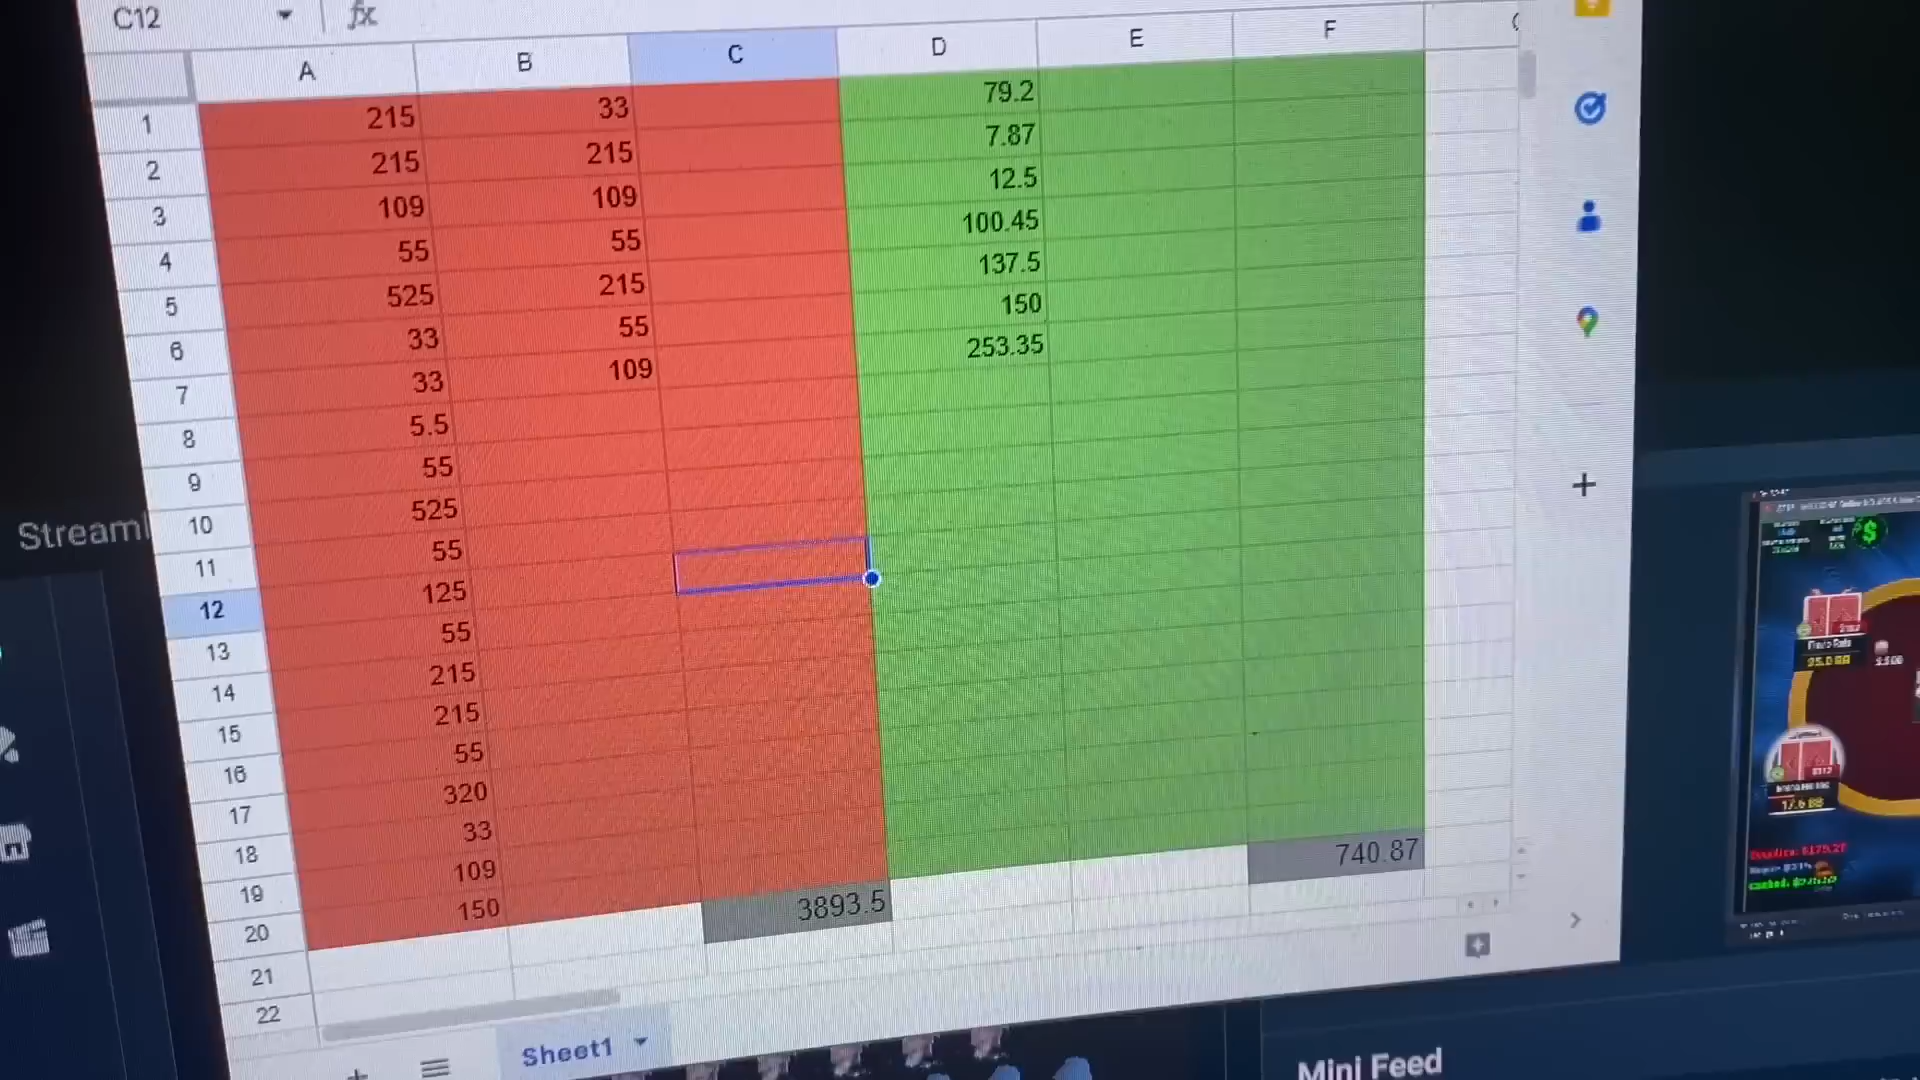 C12 fx
A B C D E F
1 215 33 79.2
2 215 215 7.87
3 109 109 12.5
4 55 55 100.45
5 525 215 137.5
6 33 55 150
7 33 109 253.35
8 5.5
9 55
10 525
11 55
12 125
13 55
14 215
15 215
16 55
17 320
18 33 740.87
19 109
20 150 3893.5
21
22
Sheet1
Streaml
Mini Feed